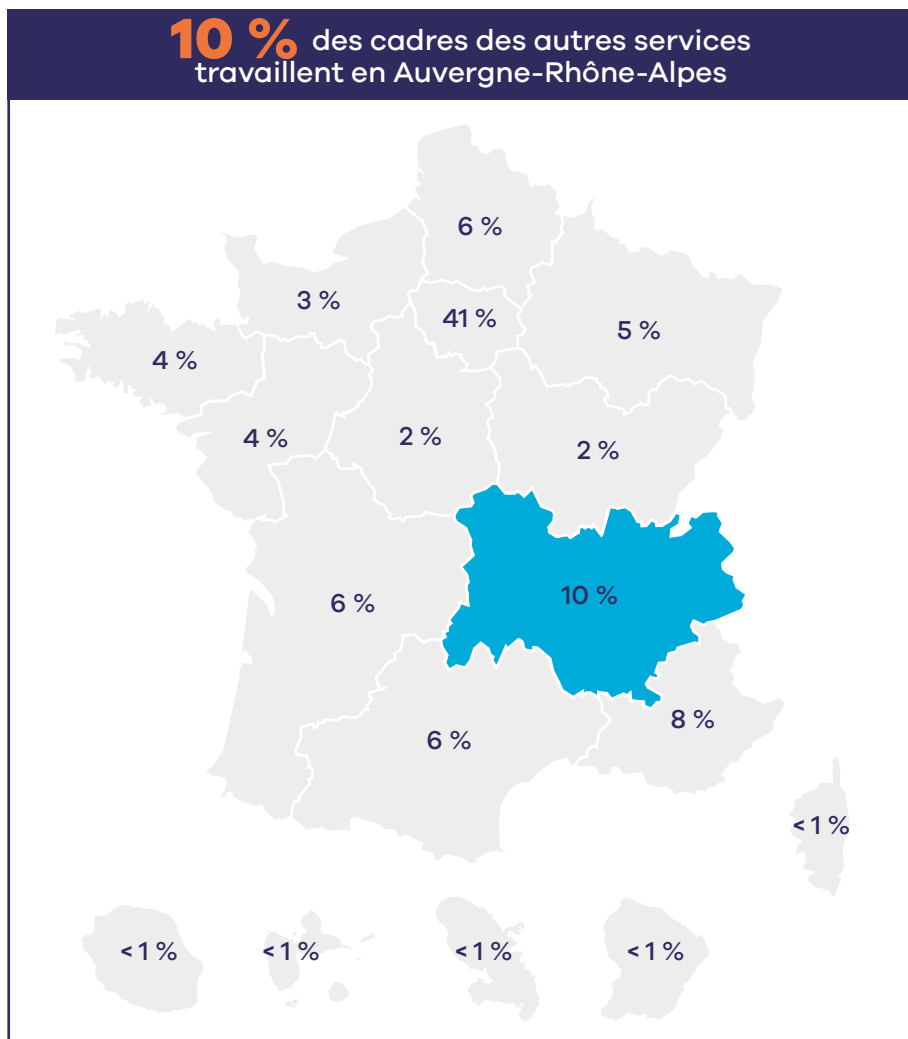 10 % des cadres des autres services
travaillent en Auvergne-Rhône-Alpes
6 %
3 %
41 %
5 %
4 %
4 %
2 %
2 %
10 %
6 %
8 %
6 %
< 1 %
< 1 %
< 1 %
< 1 %
< 1 %